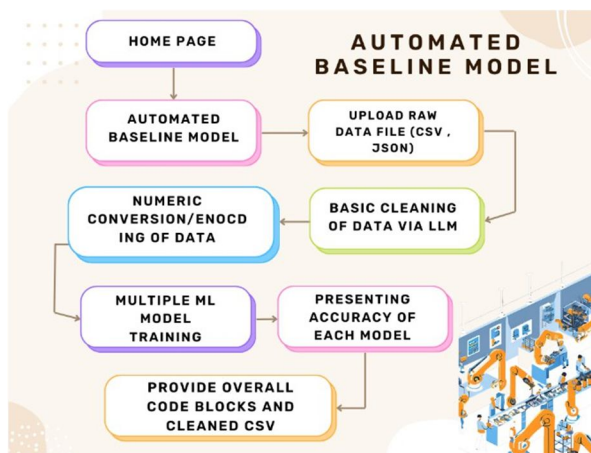 AUTOMATED
BASELINE MODEL
HOME PAGE
AUTOMATED
BASELINE MODEL
UPLOAD RAW
DATA FILE (CSV ,
JSON)
BASIC CLEANING
OF DATA VIA LLM
NUMERIC
CONVERSION/ENOCD
ING OF DATA
MULTIPLE ML
MODEL
TRAINING
PRESENTING
ACCURACY OF
EACH MODEL
PROVIDE OVERALL
CODE BLOCKS AND
CLEANED CSV